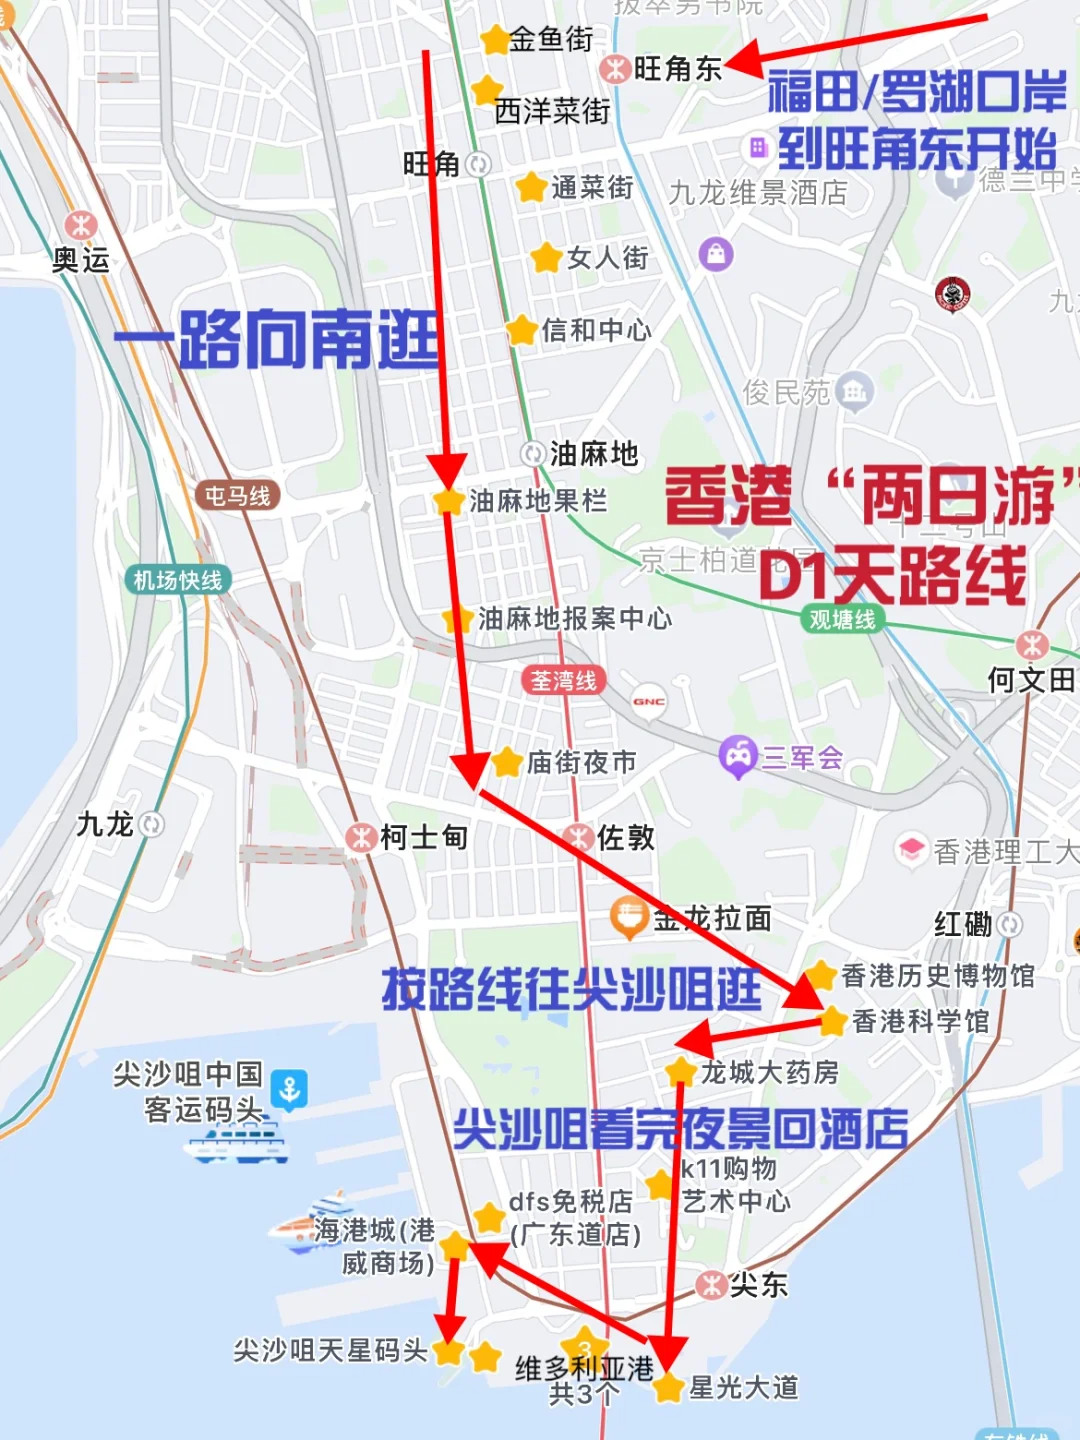 拔萃男书院
金鱼街
旺角东
福田/罗湖口岸
到旺角东开始
西洋菜街
旺角
通菜街
九龙维景酒店
德兰中学
奥运
女人街
一路向南逛
信和中心
俊民苑
油麻地
香港“两日游”
D1天路线
屯马线
油麻地果栏
京士柏道
机场快线
油麻地报案中心
观塘线
荃湾线
何文田
GNC
庙街夜市
三军会
九龙
柯士甸
佐敦
香港理工大
金龙拉面
红磡
香港历史博物馆
按路线往尖沙咀逛
香港科学馆
尖沙咀中国
客运码头
龙城大药房
尖沙咀看完夜景回酒店
k11购物
艺术中心
dfs免税店
(广东道店)
海港城(港
威商场)
尖东
尖沙咀天星码头
3
维多利亚港
共3个
星光大道